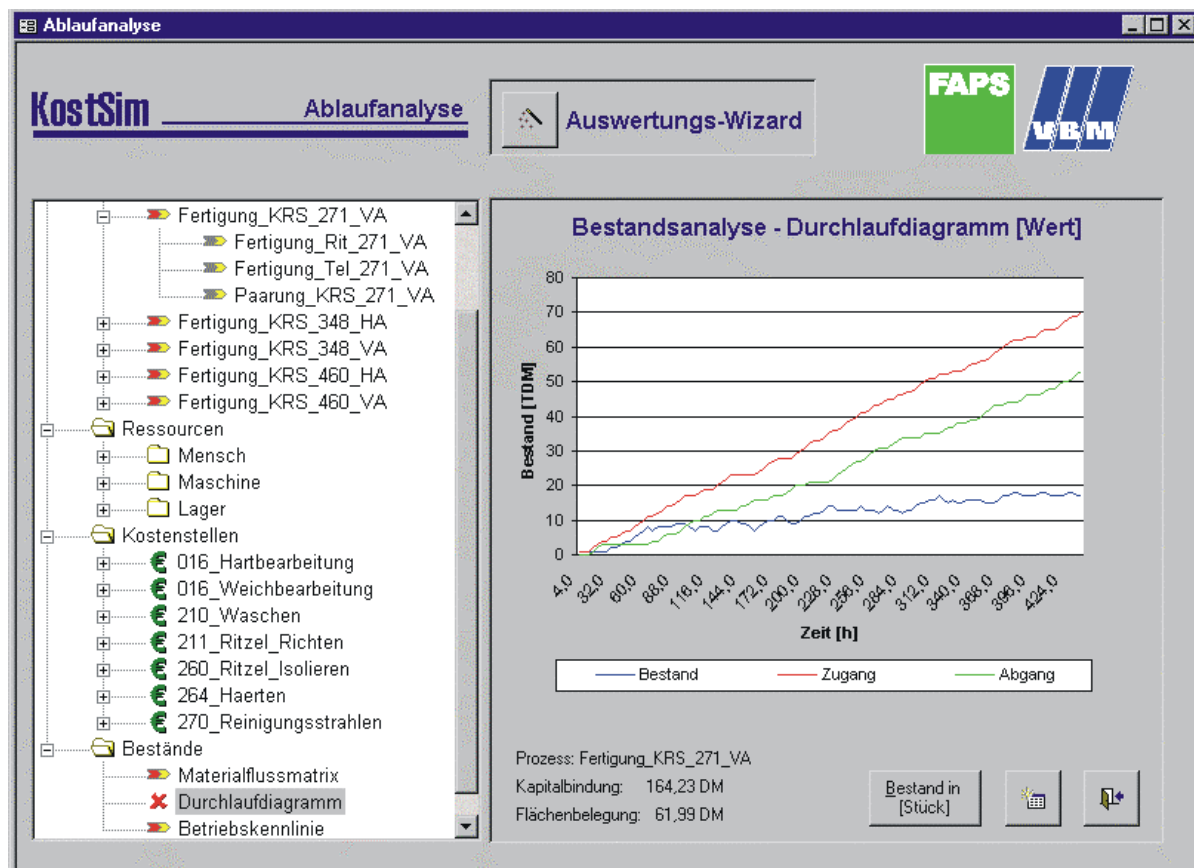 Ablaufanalyse
KostSim
Ablaufanalyse
Auswertungs-Wizard
FAPS
VBM
Fertigung_KRS_271_VA
Fertigung_Rit_271_VA
Fertigung_Tel_271_VA
Paarung_KRS_271_VA
Fertigung_KRS_348_HA
Fertigung_KRS_348_VA
Fertigung_KRS_460_HA
Fertigung_KRS_460_VA
Ressourcen
Mensch
Maschine
Lager
Kostenstellen
016_Hartbearbeitung
016_Weichbearbeitung
210_Waschen
211_Ritzel_Richten
260_Ritzel_Isolieren
264_Haerten
270_Reinigungsstrahlen
Bestände
Materialflussmatrix
Durchlaufdiagramm
Betriebskennlinie
Bestandsanalyse - Durchlaufdiagramm [Wert]
Bestand [TDM]
80
70
60
50
40
30
20
10
0
4,0
32,0
60,0
88,0
116,0
144,0
172,0
200,0
228,0
256,0
284,0
312,0
340,0
368,0
396,0
424,0
Zeit [h]
Bestand
Zugang
Abgang
Prozess: Fertigung_KRS_271_VA
Kapitalbindung: 164,23 DM
Flächenbelegung: 61,99 DM
Bestand in
[Stück]